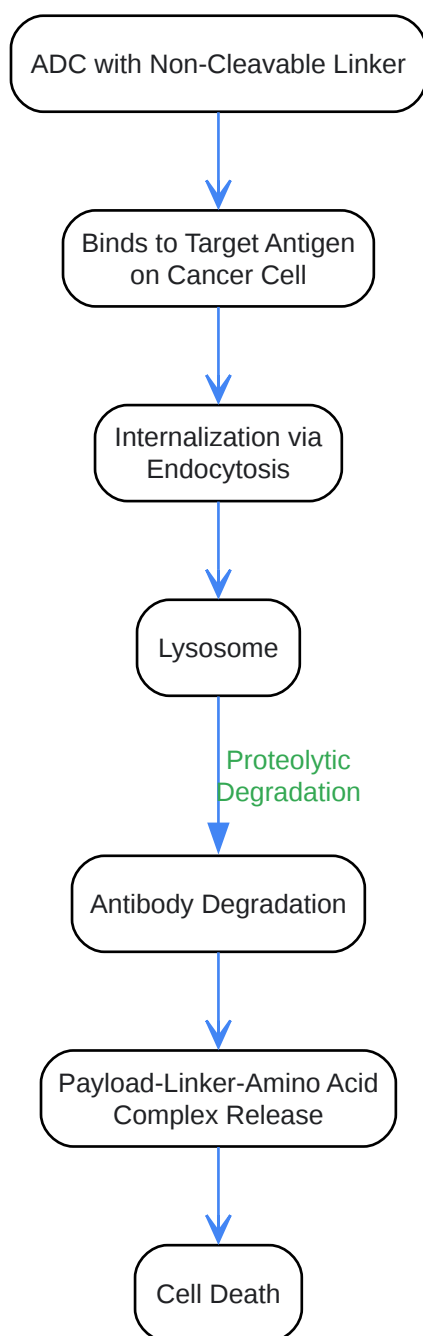 ADC with Non-Cleavable Linker
Binds to Target Antigen
on Cancer Cell
Internalization via
Endocytosis
Lysosome
Proteolytic
Degradation
Antibody Degradation
Payload-Linker-Amino Acid
Complex Release
Cell Death